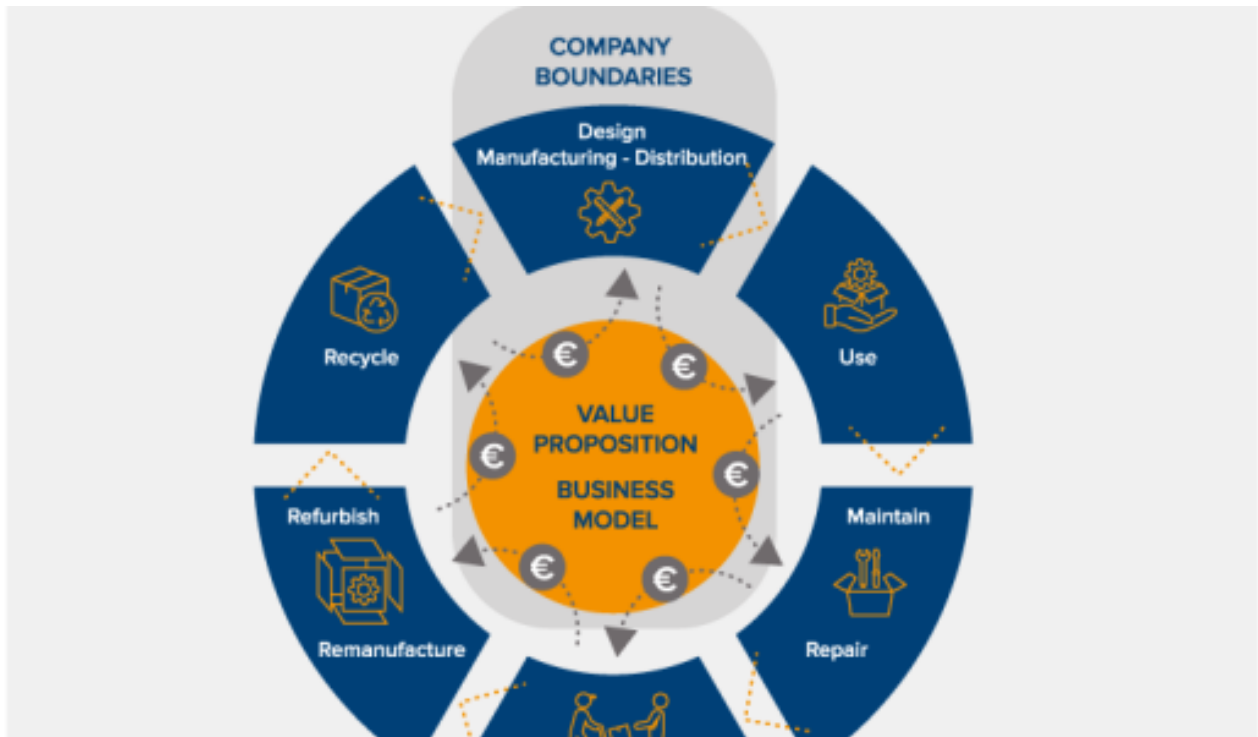 COMPANY
BOUNDARIES
Design
Manufacturing - Distribution
Recycle
€
€
Use
VALUE
PROPOSITION
€
€
BUSINESS
MODEL
Refurbish
Maintain
€
€
Remanufacture
Repair